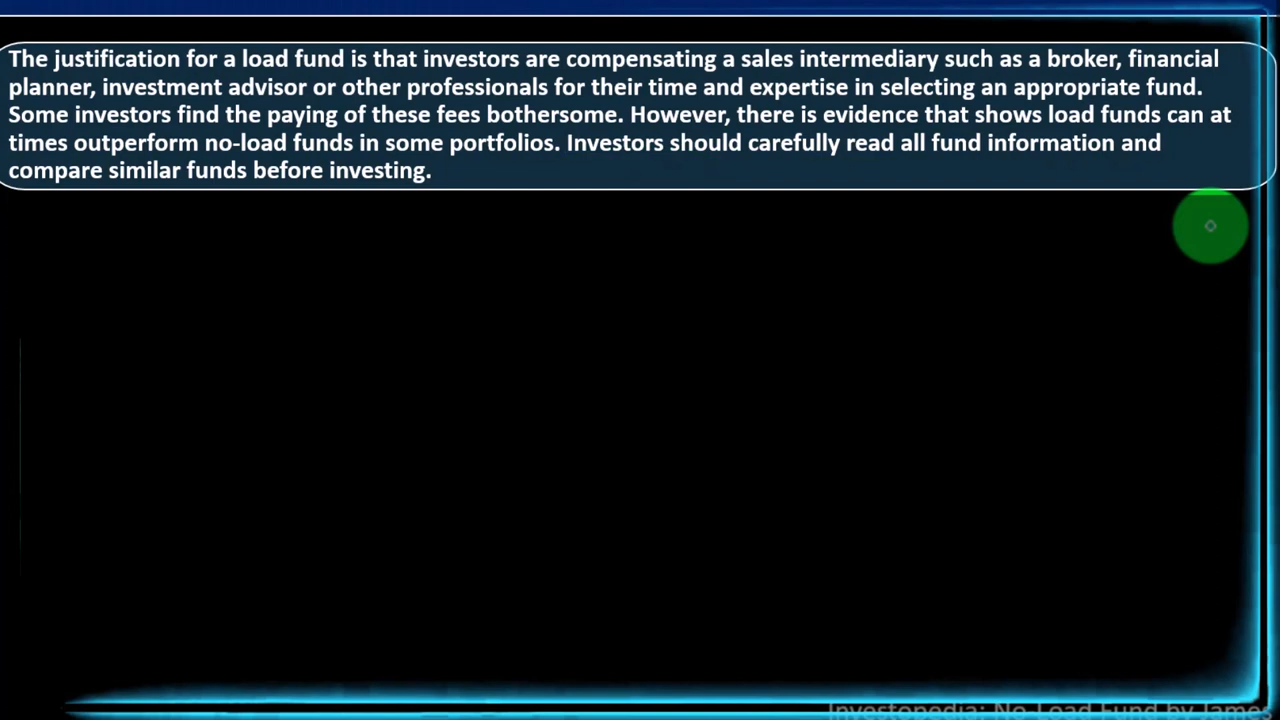 The justification for a load fund is that investors are compensating a sales intermediary such as a broker, financial
planner, investment advisor or other professionals for their time and expertise in selecting an appropriate fund.
Some investors find the paying of these fees bothersome. However, there is evidence that shows load funds can at
times outperform no-load funds in some portfolios. Investors should carefully read all fund information and
compare similar funds before investing.
Investopedia: No-Load Fund by James